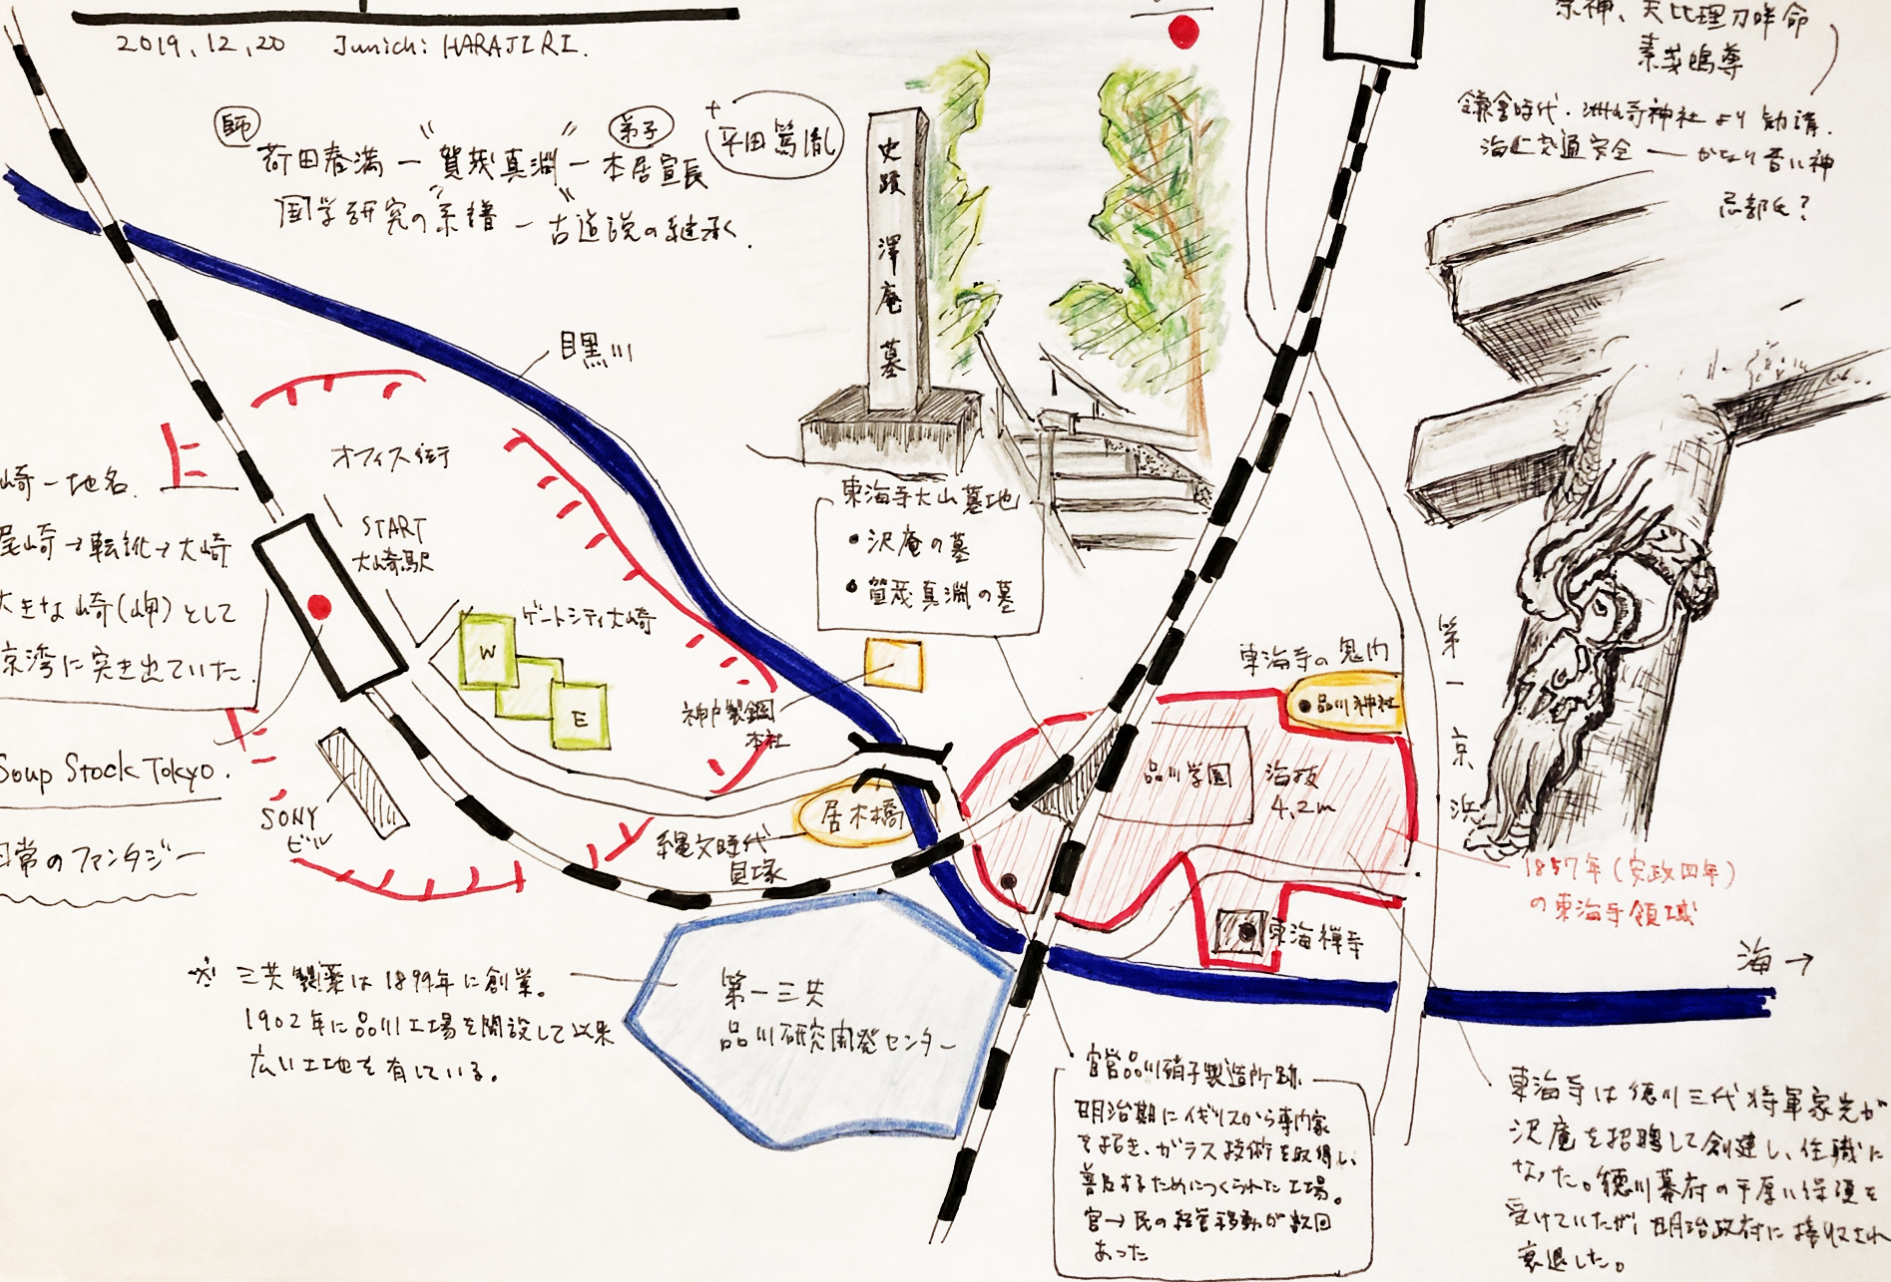 2019.12.20 Junichi HARAJIRI.
師
荷田春満ー"賀茂真淵"ー本居宣長
弟子
+
平田篤胤
国学研究の"系譜"ー古道説の継承.
祭神、天比理刀咩命
素戔嗚尊
鎌倉時代・洲崎神社より勧請.
海上交通安全ーかなり古い神
忌部氏?
史蹟 澤庵墓
目黒川
オフィス街
START
大崎駅
崎ー地名.
尾崎→転訛→大崎
大きな崎(岬)として
京湾に突き出ていた.
Soup Stock Tokyo.
日常のファンタジー
SONY
ビル
ゲートシティ大崎
W
E
神戸製鋼
本社
東海寺大山墓地
・沢庵の墓
・賀茂真淵の墓
居木橋
縄文時代
貝塚
東海寺の鬼門
品川神社
品川学園
海抜
4.2m
第一京浜
1857年(安政四年)
の東海寺領域
東海禅寺
海→
※ 三共製薬は1899年に創業。
1902年に品川工場を開設して以来
広い土地を有している。
第一三共
品川研究開発センター
官営品川硝子製造所跡
明治期にイギリスから専門家
を招き、ガラス技術を取得し、
普及するためにつくられた工場。
官→民の経営移動が数回
あった
東海寺は徳川三代将軍家光が
沢庵を招聘して創建し、住職に
なった。徳川幕府の手厚い保護を
受けていたが、明治政府に接収され
衰退した。